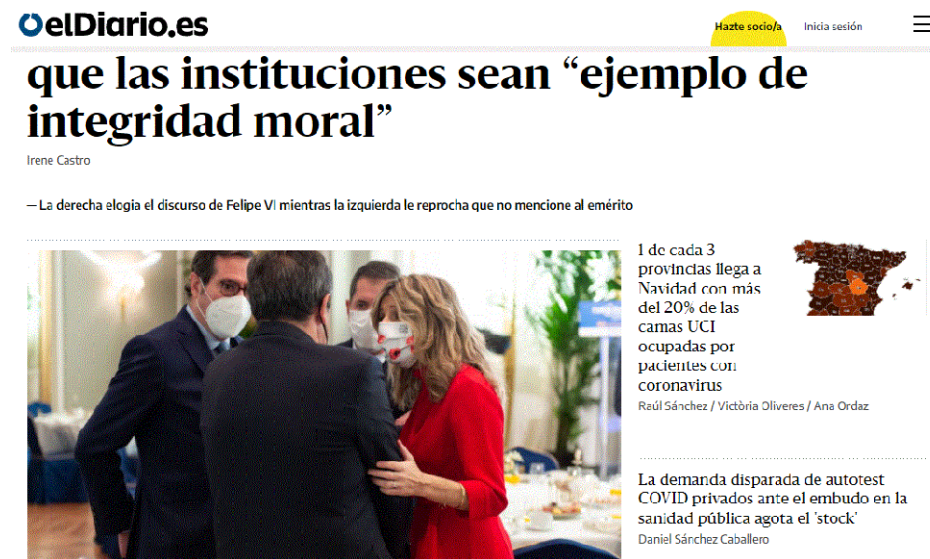 elDiario.es
Hazte socio/a
Inicia sesión
que las instituciones sean “ejemplo de
integridad moral”
Irene Castro
— La derecha elogia el discurso de Felipe VI mientras la izquierda le reprocha que no mencione al emérito
1 de cada 3
provincias llega a
Navidad con más
del 20% de las
camas UCI
ocupadas por
pacientes con
coronavirus
Raúl Sánchez / Victòria Oliveres / Ana Ordaz
La demanda disparada de autotest
COVID privados ante el embudo en la
sanidad pública agota el 'stock'
Daniel Sánchez Caballero